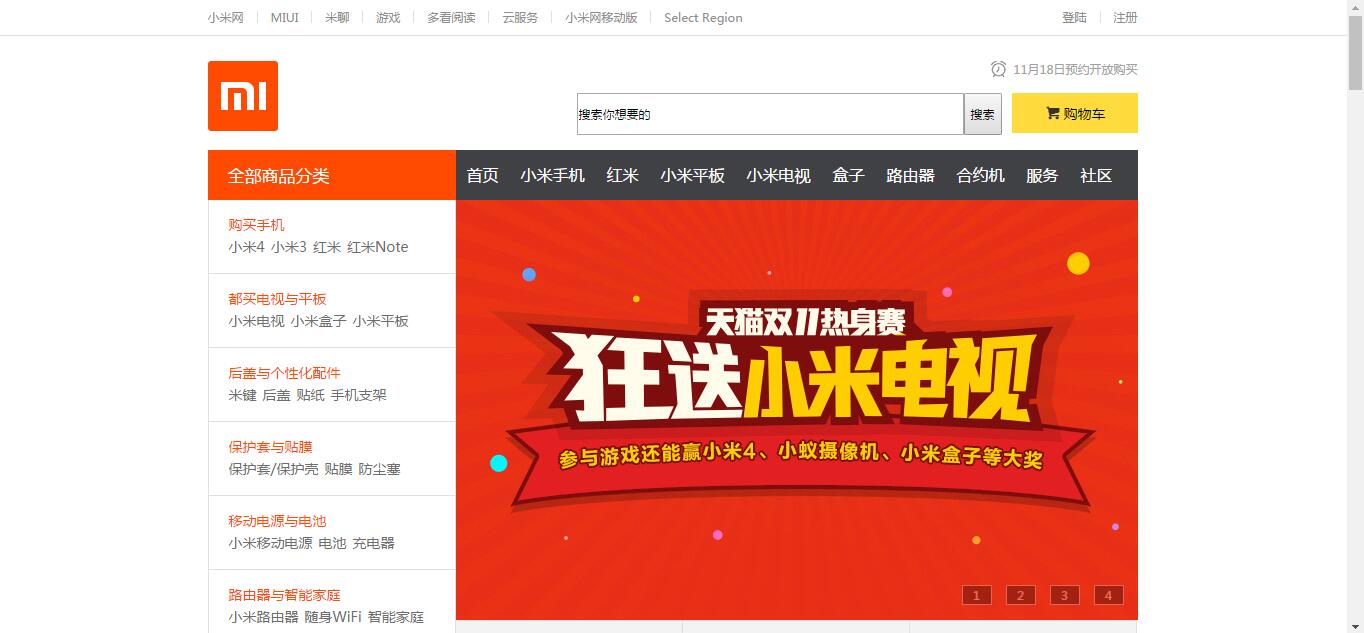 小米网 MIUI 米聊 游戏 多看阅读 云服务 小米网移动版 Select Region 登陆 注册
mi
11月18日预约开放购买
搜索你想要的 搜索 购物车
全部商品分类 首页 小米手机 红米 小米平板 小米电视 盒子 路由器 合约机 服务 社区
购买手机
小米4 小米3 红米 红米Note
都买电视与平板
小米电视 小米盒子 小米平板
后盖与个性化配件
米键 后盖 贴纸 手机支架
保护套与贴膜
保护套/保护壳 贴膜 防尘塞
移动电源与电池
小米移动电源 电池 充电器
路由器与智能家庭
小米路由器 随身WiFi 智能家庭
天猫双11热身赛
狂送小米电视
参与游戏还能赢小米4、小蚁摄像机、小米盒子等大奖
1 2 3 4